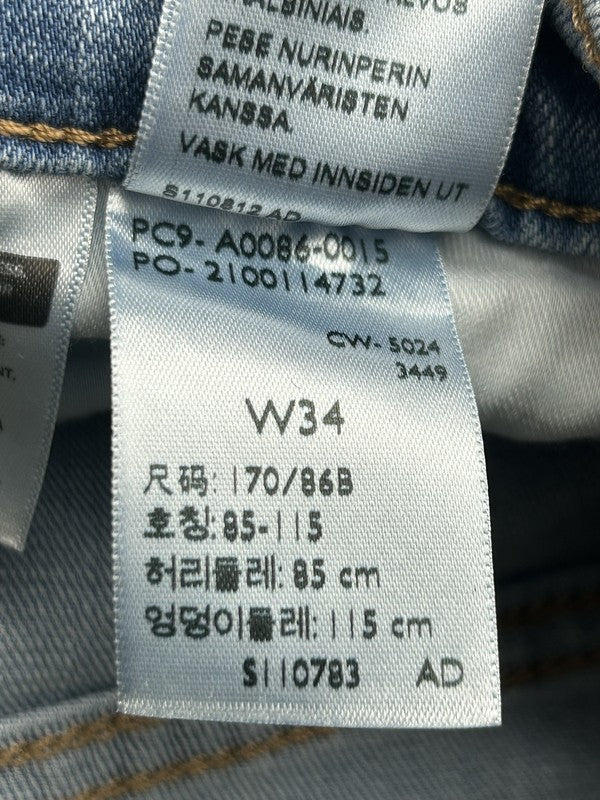 PESE NURINPERIN
SAMANVÄRISTEN
KANSSA.
VASK MED INNSIDEN UT
S110812 AD
PC9- A0086-0015
PO- 2100114732
CW- 5024
3449
W34
尺码: 170/86B
호칭: 85-115
허리둘레: 85 cm
엉덩이둘레: 115 cm
S110783 AD